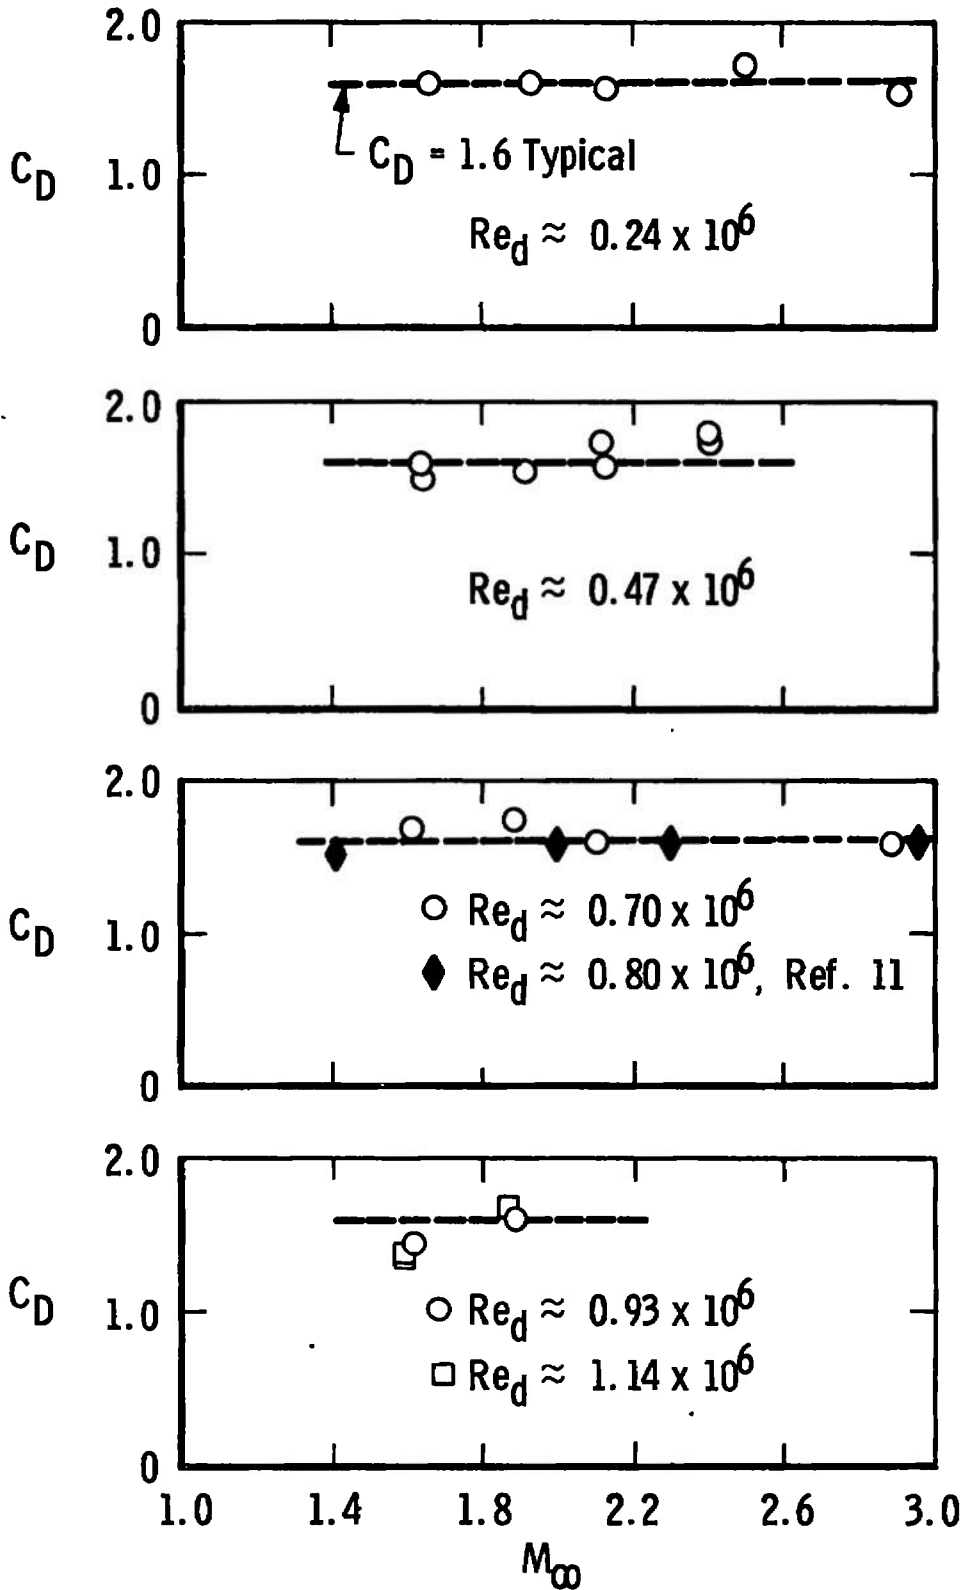 2.0
C_D 1.0
C_D = 1.6 Typical
Re_d ≈ 0.24 x 10^6
0
2.0
C_D 1.0
Re_d ≈ 0.47 x 10^6
0
2.0
C_D 1.0
Re_d ≈ 0.70 x 10^6
Re_d ≈ 0.80 x 10^6, Ref. 11
0
2.0
C_D 1.0
Re_d ≈ 0.93 x 10^6
Re_d ≈ 1.14 x 10^6
0
1.0 1.4 1.8 2.2 2.6 3.0
M_∞